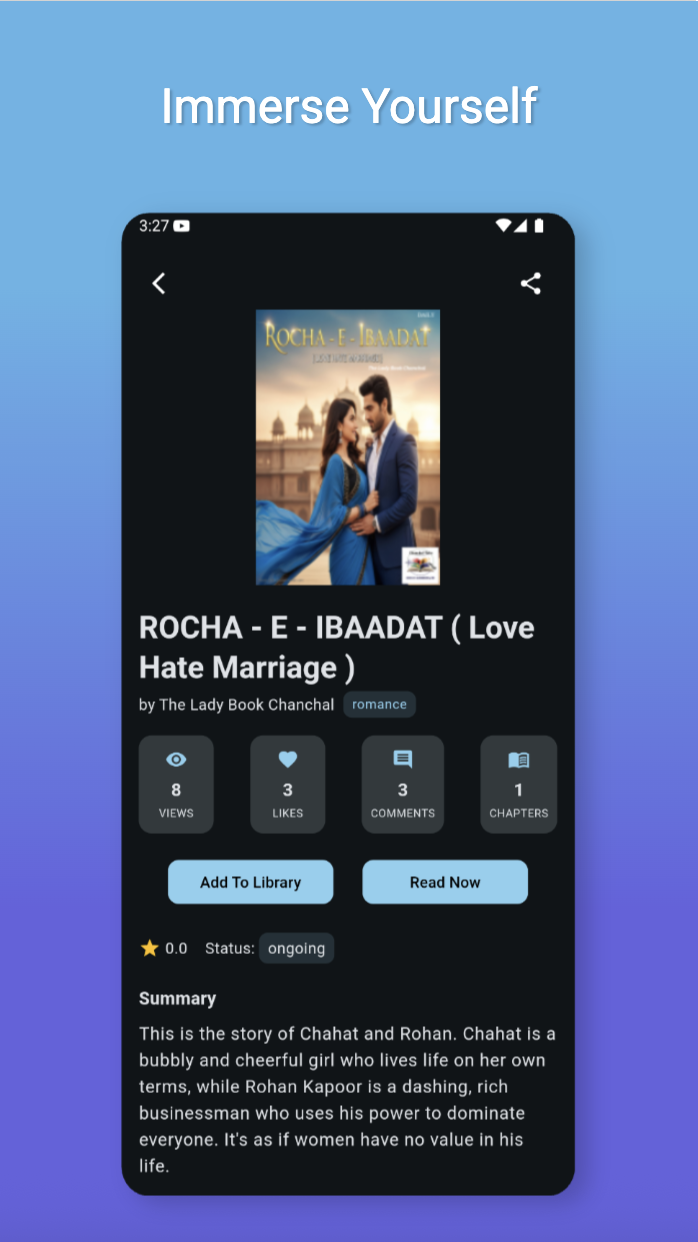 Immerse Yourself
3:27
ROCHA - E - IBAADAT
The Lady Book Chanchal
ROCHA - E - IBAADAT ( Love
Hate Marriage )
by The Lady Book Chanchal romance
8 3 3 1
VIEWS LIKES COMMENTS CHAPTERS
Add To Library Read Now
0.0 Status: ongoing
Summary
This is the story of Chahat and Rohan. Chahat is a
bubbly and cheerful girl who lives life on her own
terms, while Rohan Kapoor is a dashing, rich
businessman who uses his power to dominate
everyone. It's as if women have no value in his
life.